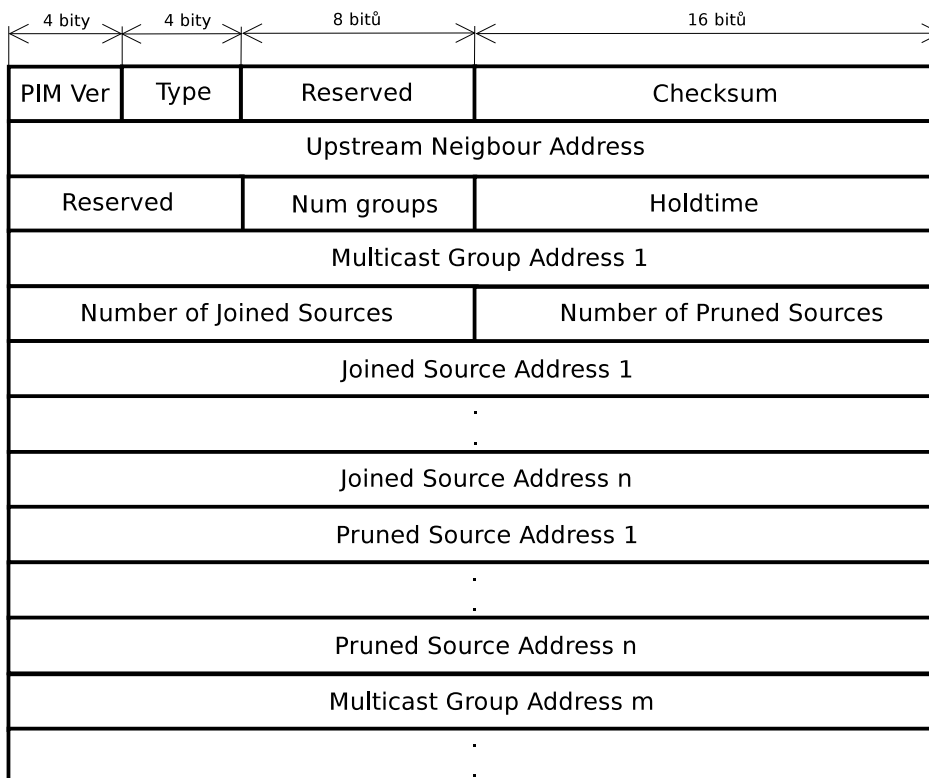 4 bity 4 bity 8 bitů 16 bitů
PIM Ver Type Reserved Checksum
Upstream Neigbour Address
Reserved Num groups Holdtime
Multicast Group Address 1
Number of Joined Sources Number of Pruned Sources
Joined Source Address 1
.
.
Joined Source Address n
Pruned Source Address 1
.
.
Pruned Source Address n
Multicast Group Address m
.
.